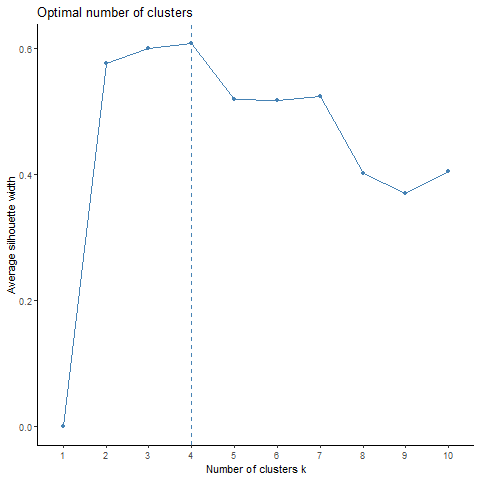 Optimal number of clusters
0.6
0.4
0.2
0.0
Average silhouette width
1 2 3 4 5 6 7 8 9 10
Number of clusters k